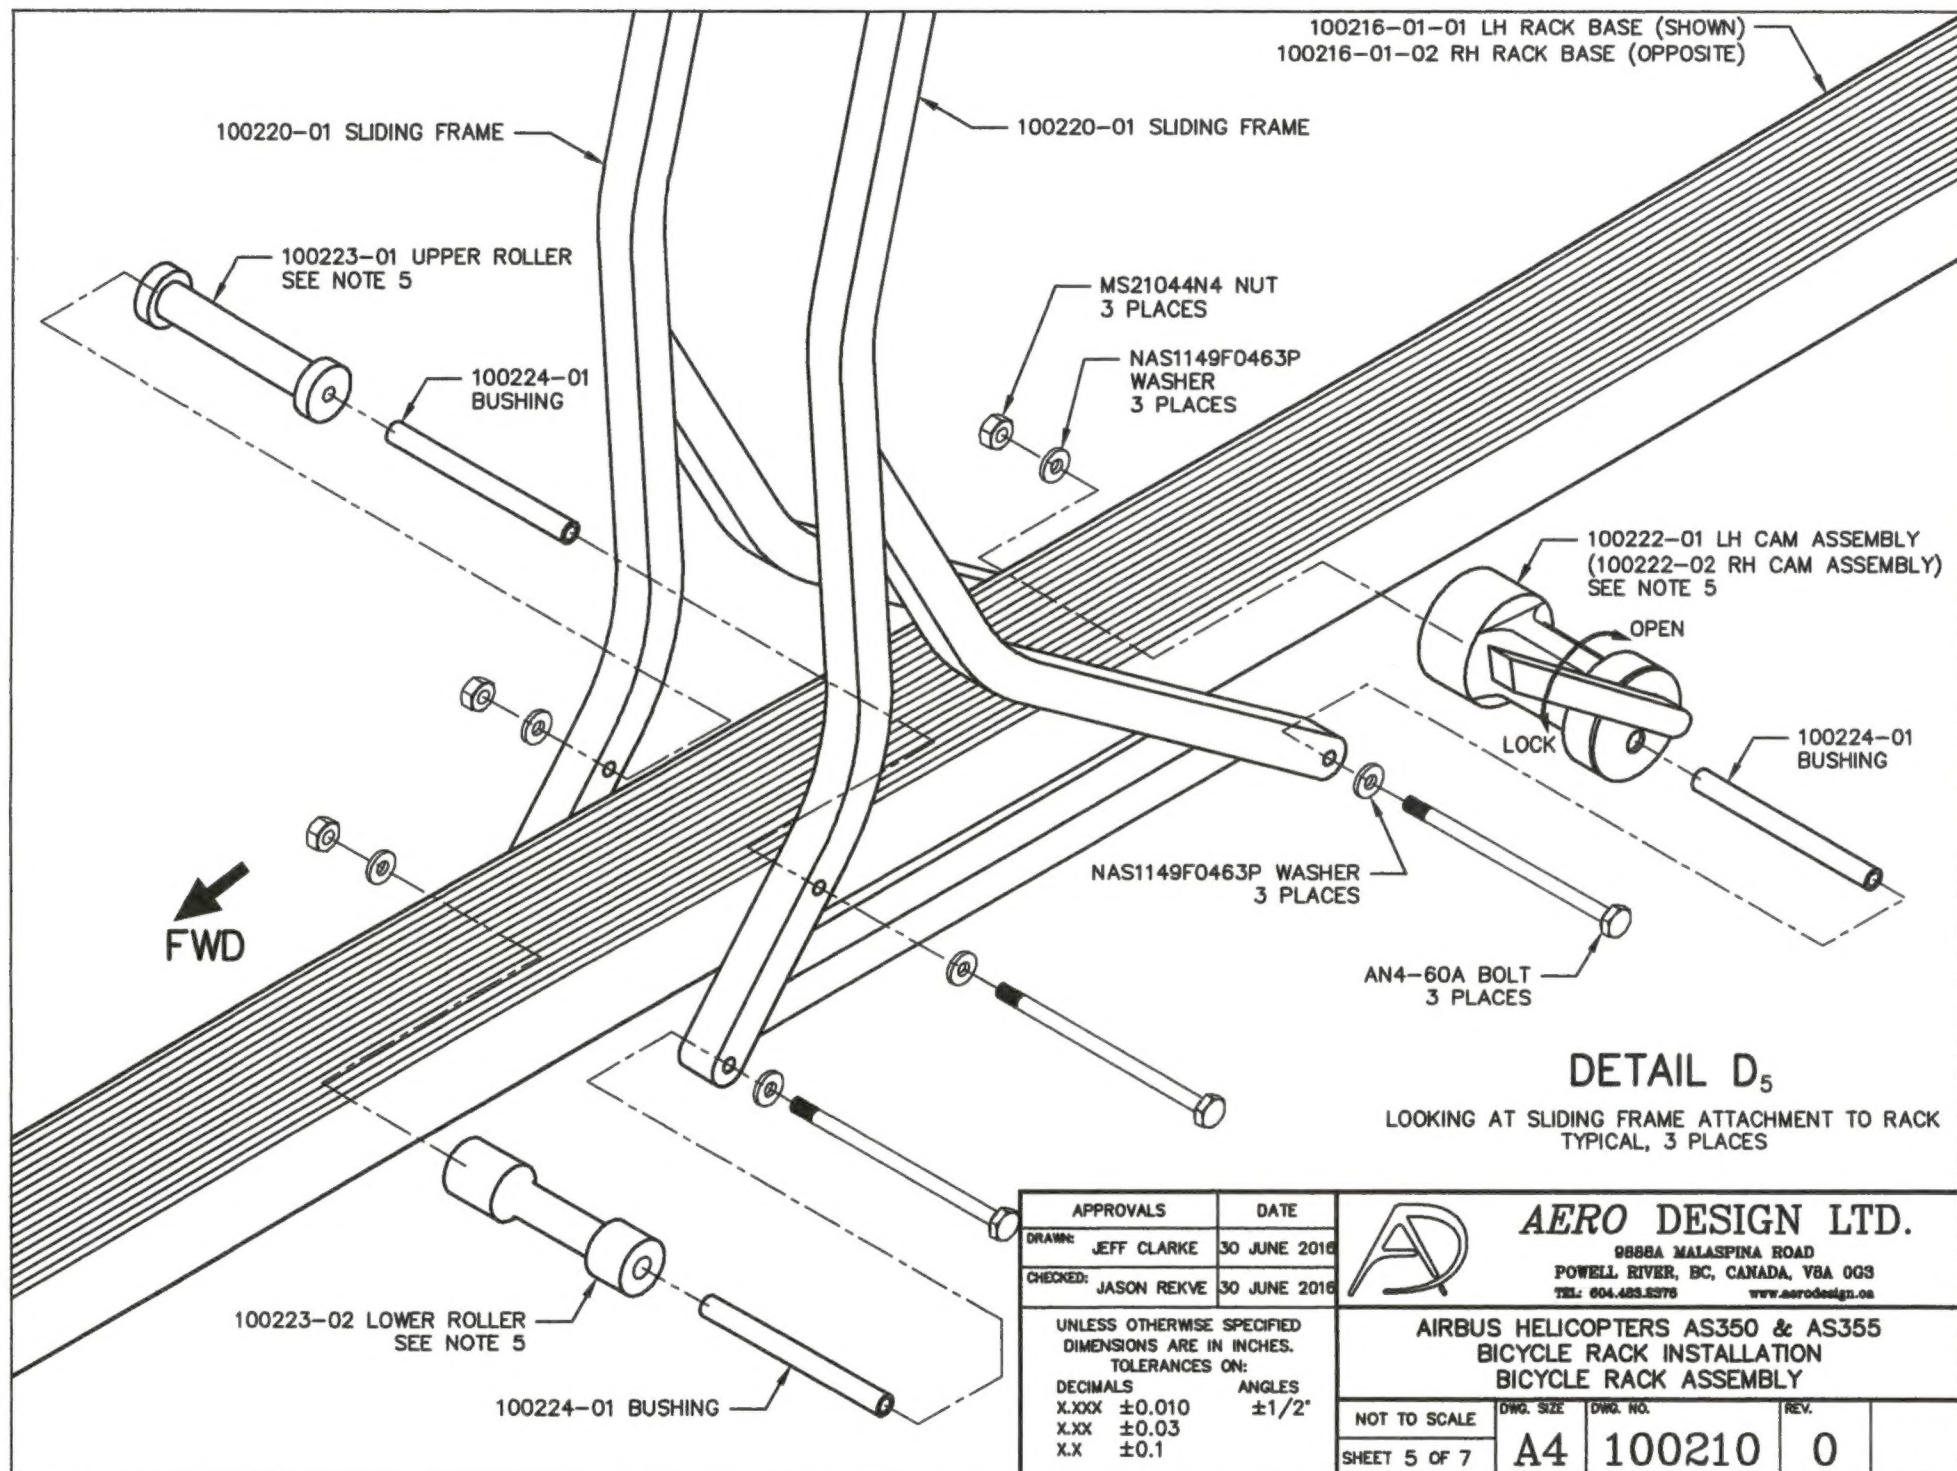 100216-01-01 LH RACK BASE (SHOWN)
100216-01-02 RH RACK BASE (OPPOSITE)
100220-01 SLIDING FRAME
100220-01 SLIDING FRAME
100223-01 UPPER ROLLER
SEE NOTE 5
MS21044N4 NUT
3 PLACES
NAS1149F0463P
WASHER
3 PLACES
100224-01
BUSHING
100222-01 LH CAM ASSEMBLY
(100222-02 RH CAM ASSEMBLY)
SEE NOTE 5
OPEN
LOCK
100224-01
BUSHING
NAS1149F0463P WASHER
3 PLACES
FWD
AN4-60A BOLT
3 PLACES
DETAIL D5
LOOKING AT SLIDING FRAME ATTACHMENT TO RACK
TYPICAL, 3 PLACES
100223-02 LOWER ROLLER
SEE NOTE 5
100224-01 BUSHING
APPROVALS DATE
DRAWN: JEFF CLARKE 30 JUNE 2016
CHECKED: JASON REKVE 30 JUNE 2016
UNLESS OTHERWISE SPECIFIED
DIMENSIONS ARE IN INCHES.
TOLERANCES ON:
DECIMALS ANGLES
X.XXX ±0.010 ±1/2°
X.XX ±0.03
X.X ±0.1
AD
AERO DESIGN LTD.
9888A MALASPINA ROAD
POWELL RIVER, BC, CANADA, V8A 0G3
TEL: 604.483.2376 www.aerodesign.ca
AIRBUS HELICOPTERS AS350 & AS355
BICYCLE RACK INSTALLATION
BICYCLE RACK ASSEMBLY
NOT TO SCALE
SHEET 5 OF 7
DWG. SIZE
A4
DWG. NO.
100210
REV.
0